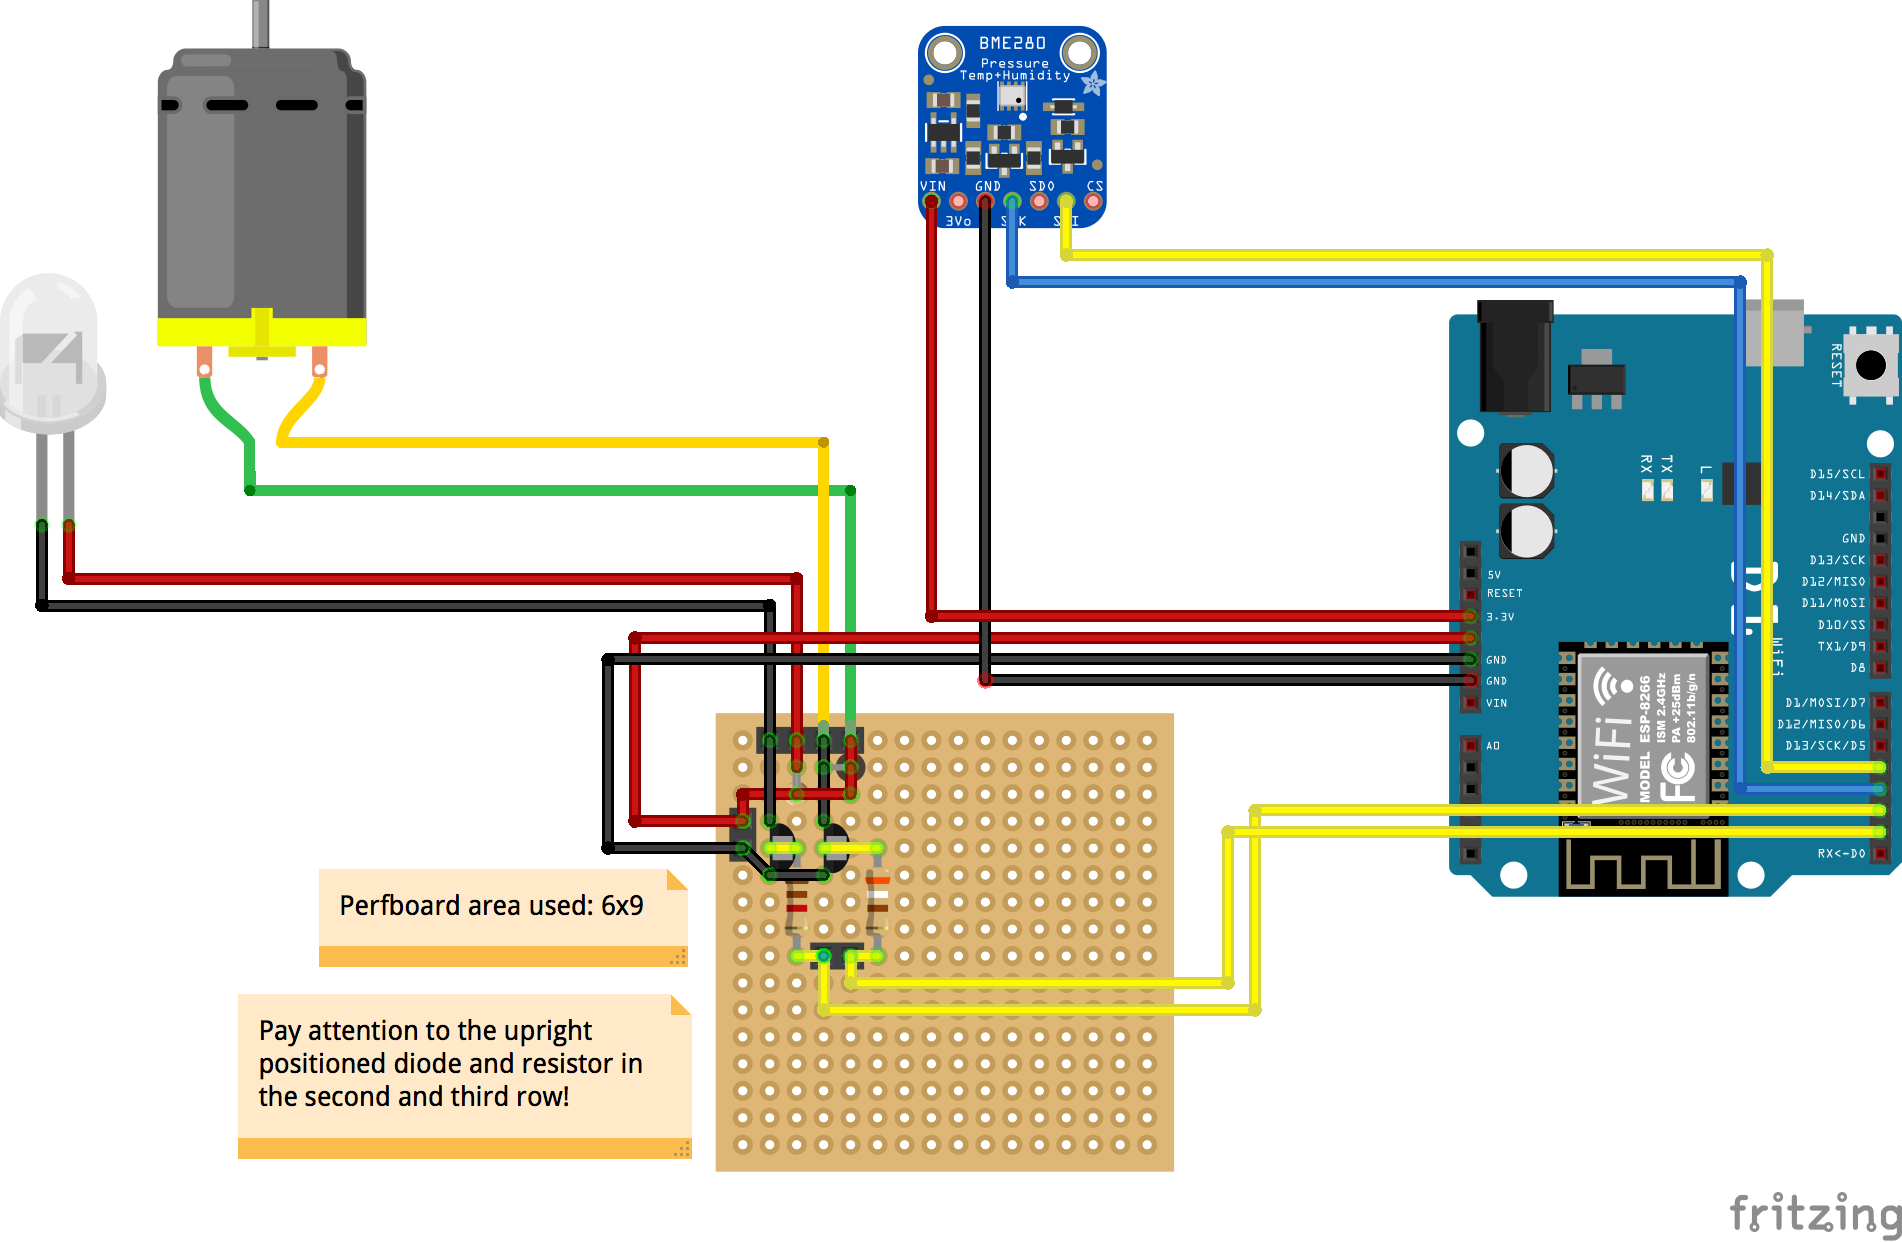 BME280
Pressure
Temp+Humidity
VIN
GND
SDO
CS
3Vo
RESET
RX
TX
L
D15/SCL
D14/SDA
GND
D13/SCK
D12/MISO
D11/MOSI
D10/SS
TX1/D9
D8
D1/MOSI/D7
D12/MISO/D6
D13/SCK/D5
RX<-D0
5V
RESET
3.3V
GND
GND
VIN
A0
WiFi
WiFi
MODEL ESP-8266
ISM 2.4GHz
PA +25dBm
802.11b/g/n
FC
Perfboard area used: 6x9
Pay attention to the upright
positioned diode and resistor in
the second and third row!
fritzing